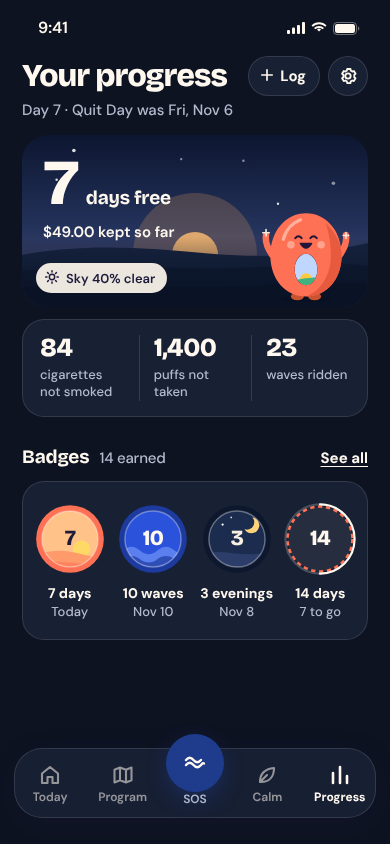 9:41
Your progress
+ Log
Day 7 · Quit Day was Fri, Nov 6
7 days free
$49.00 kept so far
Sky 40% clear
84
cigarettes
not smoked
1,400
puffs not
taken
23
waves ridden
Badges 14 earned
See all
7
10
3
14
7 days
10 waves
3 evenings
14 days
Today
Nov 10
Nov 8
7 to go
Today
Program
SOS
Calm
Progress